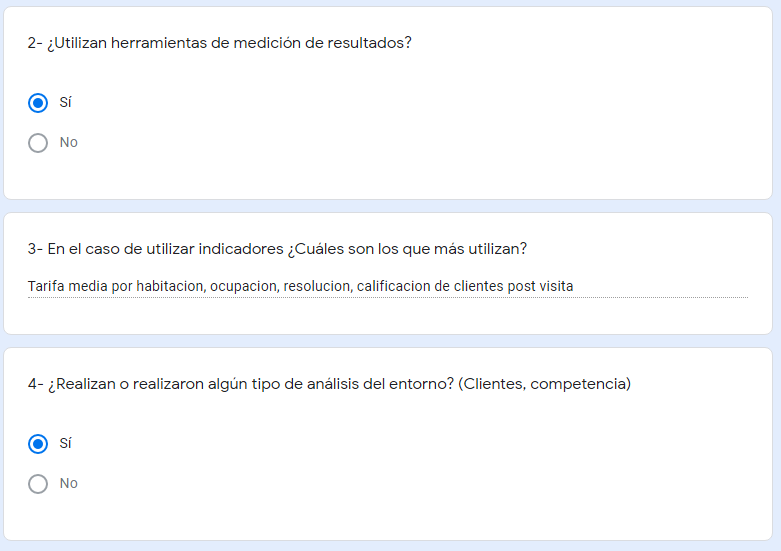 2- ¿Utilizan herramientas de medición de resultados?
Sí
No
3- En el caso de utilizar indicadores ¿Cuáles son los que más utilizan?
Tarifa media por habitacion, ocupacion, resolucion, calificacion de clientes post visita
4- ¿Realizan o realizaron algún tipo de análisis del entorno? (Clientes, competencia)
Sí
No